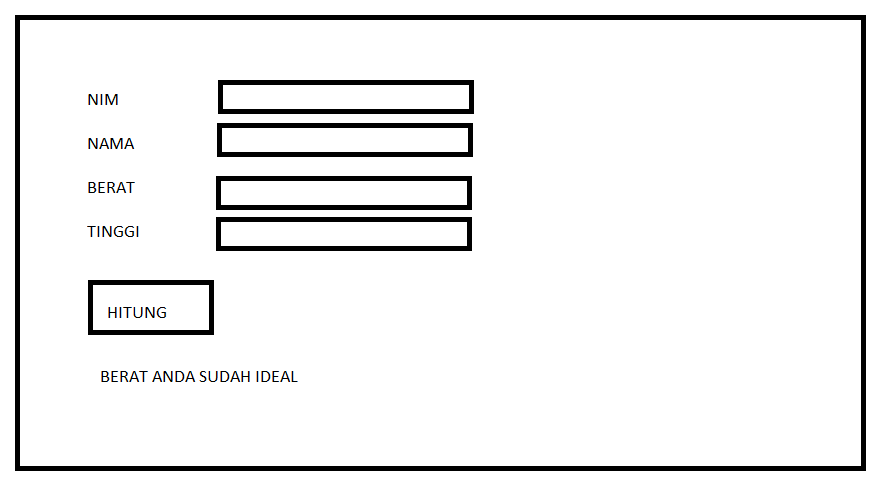 NIM
NAMA
BERAT
TINGGI
HITUNG
BERAT ANDA SUDAH IDEAL